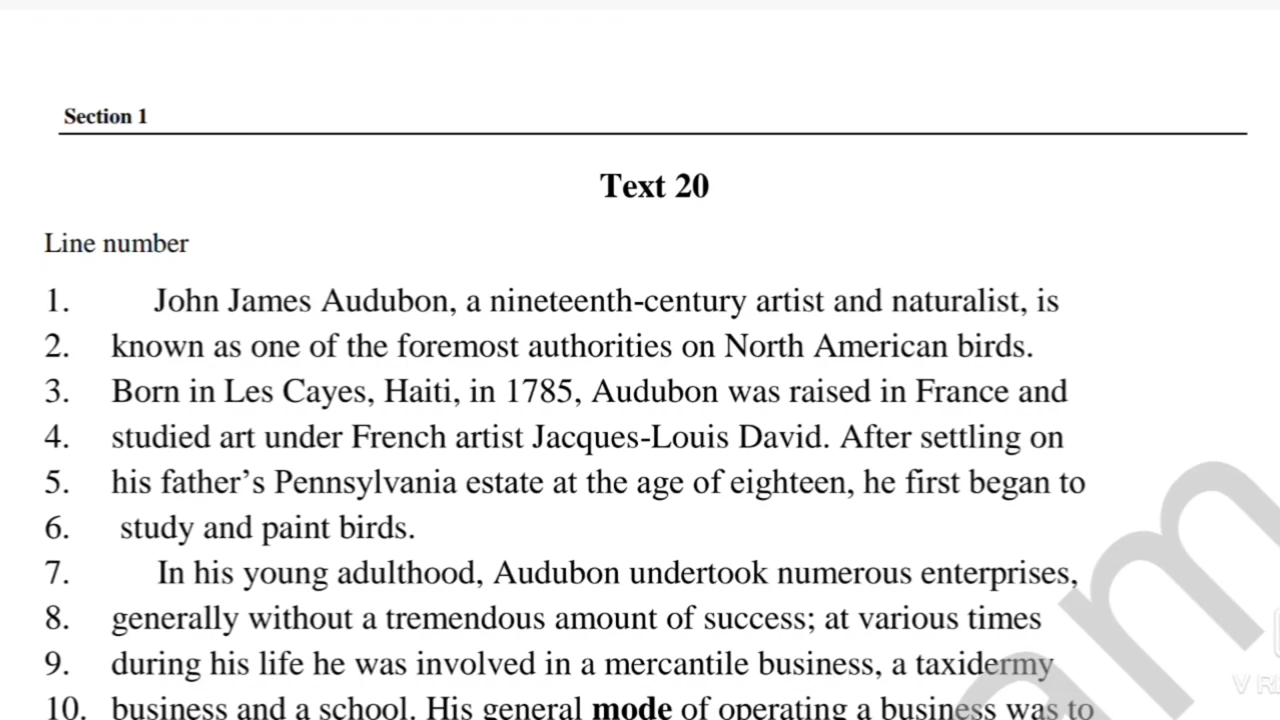 Section 1
Text 20
Line number
1. John James Audubon, a nineteenth-century artist and naturalist, is
2. known as one of the foremost authorities on North American birds.
3. Born in Les Cayes, Haiti, in 1785, Audubon was raised in France and
4. studied art under French artist Jacques-Louis David. After settling on
5. his father’s Pennsylvania estate at the age of eighteen, he first began to
6. study and paint birds.
7. In his young adulthood, Audubon undertook numerous enterprises,
8. generally without a tremendous amount of success; at various times
9. during his life he was involved in a mercantile business, a taxidermy
10. business and a school. His general mode of operating a business was to